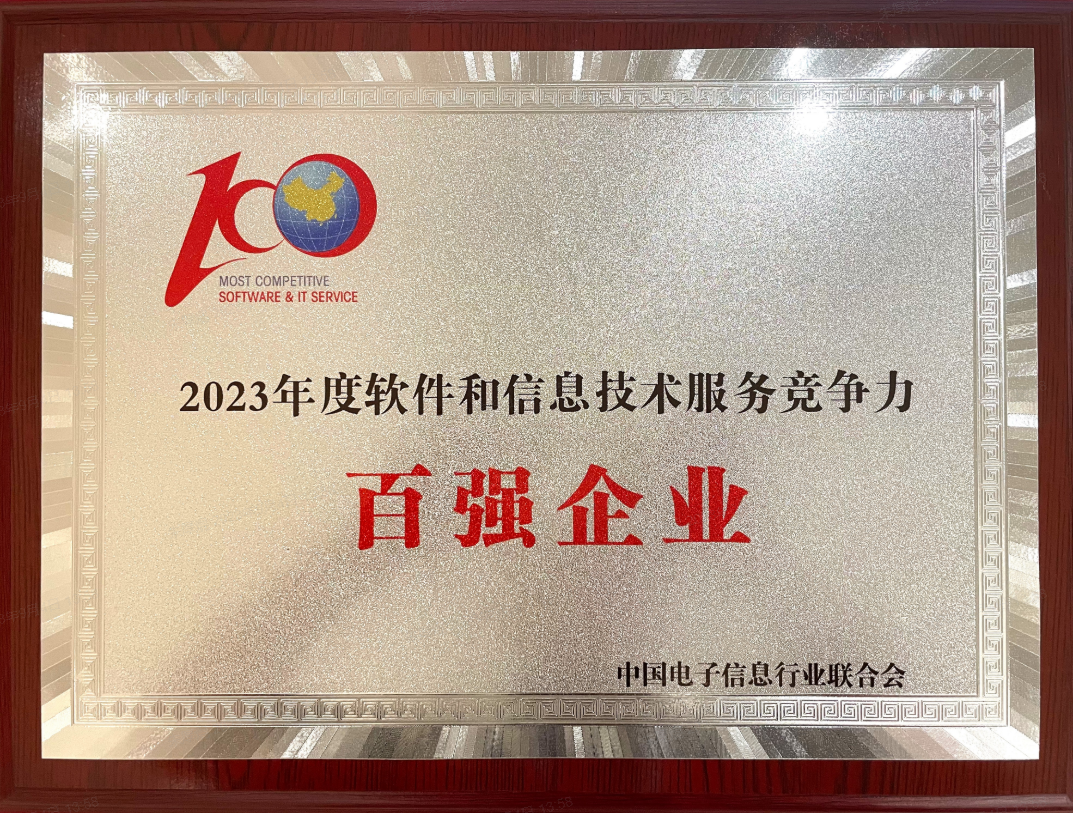 100
MOST COMPETITIVE
SOFTWARE & IT SERVICE
2023年度软件和信息技术服务竞争力
百强企业
中国电子信息行业联合会